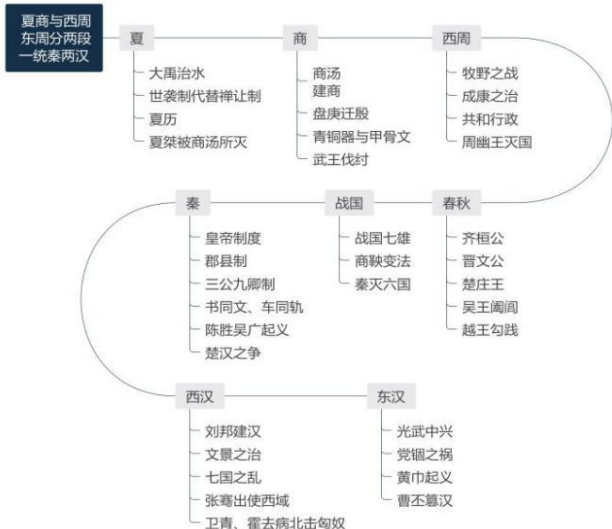 夏商与西周
东周分两段
一统秦两汉
夏
大禹治水
世袭制代替禅让制
夏历
夏桀被商汤所灭
商
商汤
建商
盘庚迁殷
青铜器与甲骨文
武王伐纣
西周
牧野之战
成康之治
共和行政
周幽王灭国
春秋
齐桓公
晋文公
楚庄王
吴王阖闾
越王勾践
战国
战国七雄
商鞅变法
秦灭六国
秦
皇帝制度
郡县制
三公九卿制
书同文、车同轨
陈胜吴广起义
楚汉之争
西汉
刘邦建汉
文景之治
七国之乱
张骞出使西域
卫青、霍去病北击匈奴
东汉
光武中兴
党锢之祸
黄巾起义
曹丕篡汉